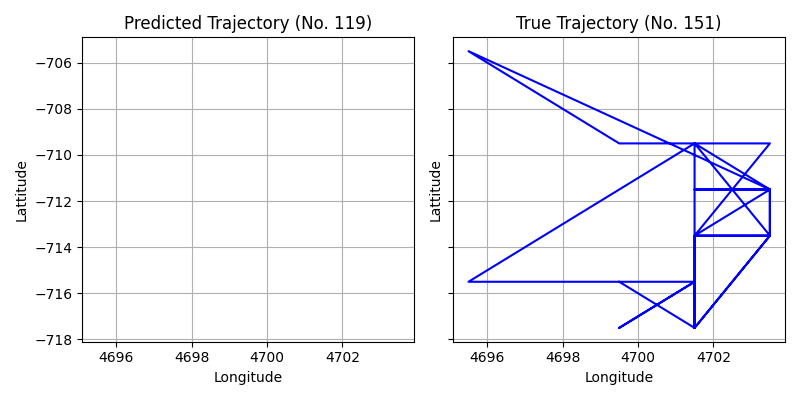 Predicted Trajectory (No. 119)
True Trajectory (No. 151)
−706
−708
−710
−712
−714
−716
−718
Lattitude
Lattitude
4696 4698 4700 4702
4696 4698 4700 4702
Longitude
Longitude